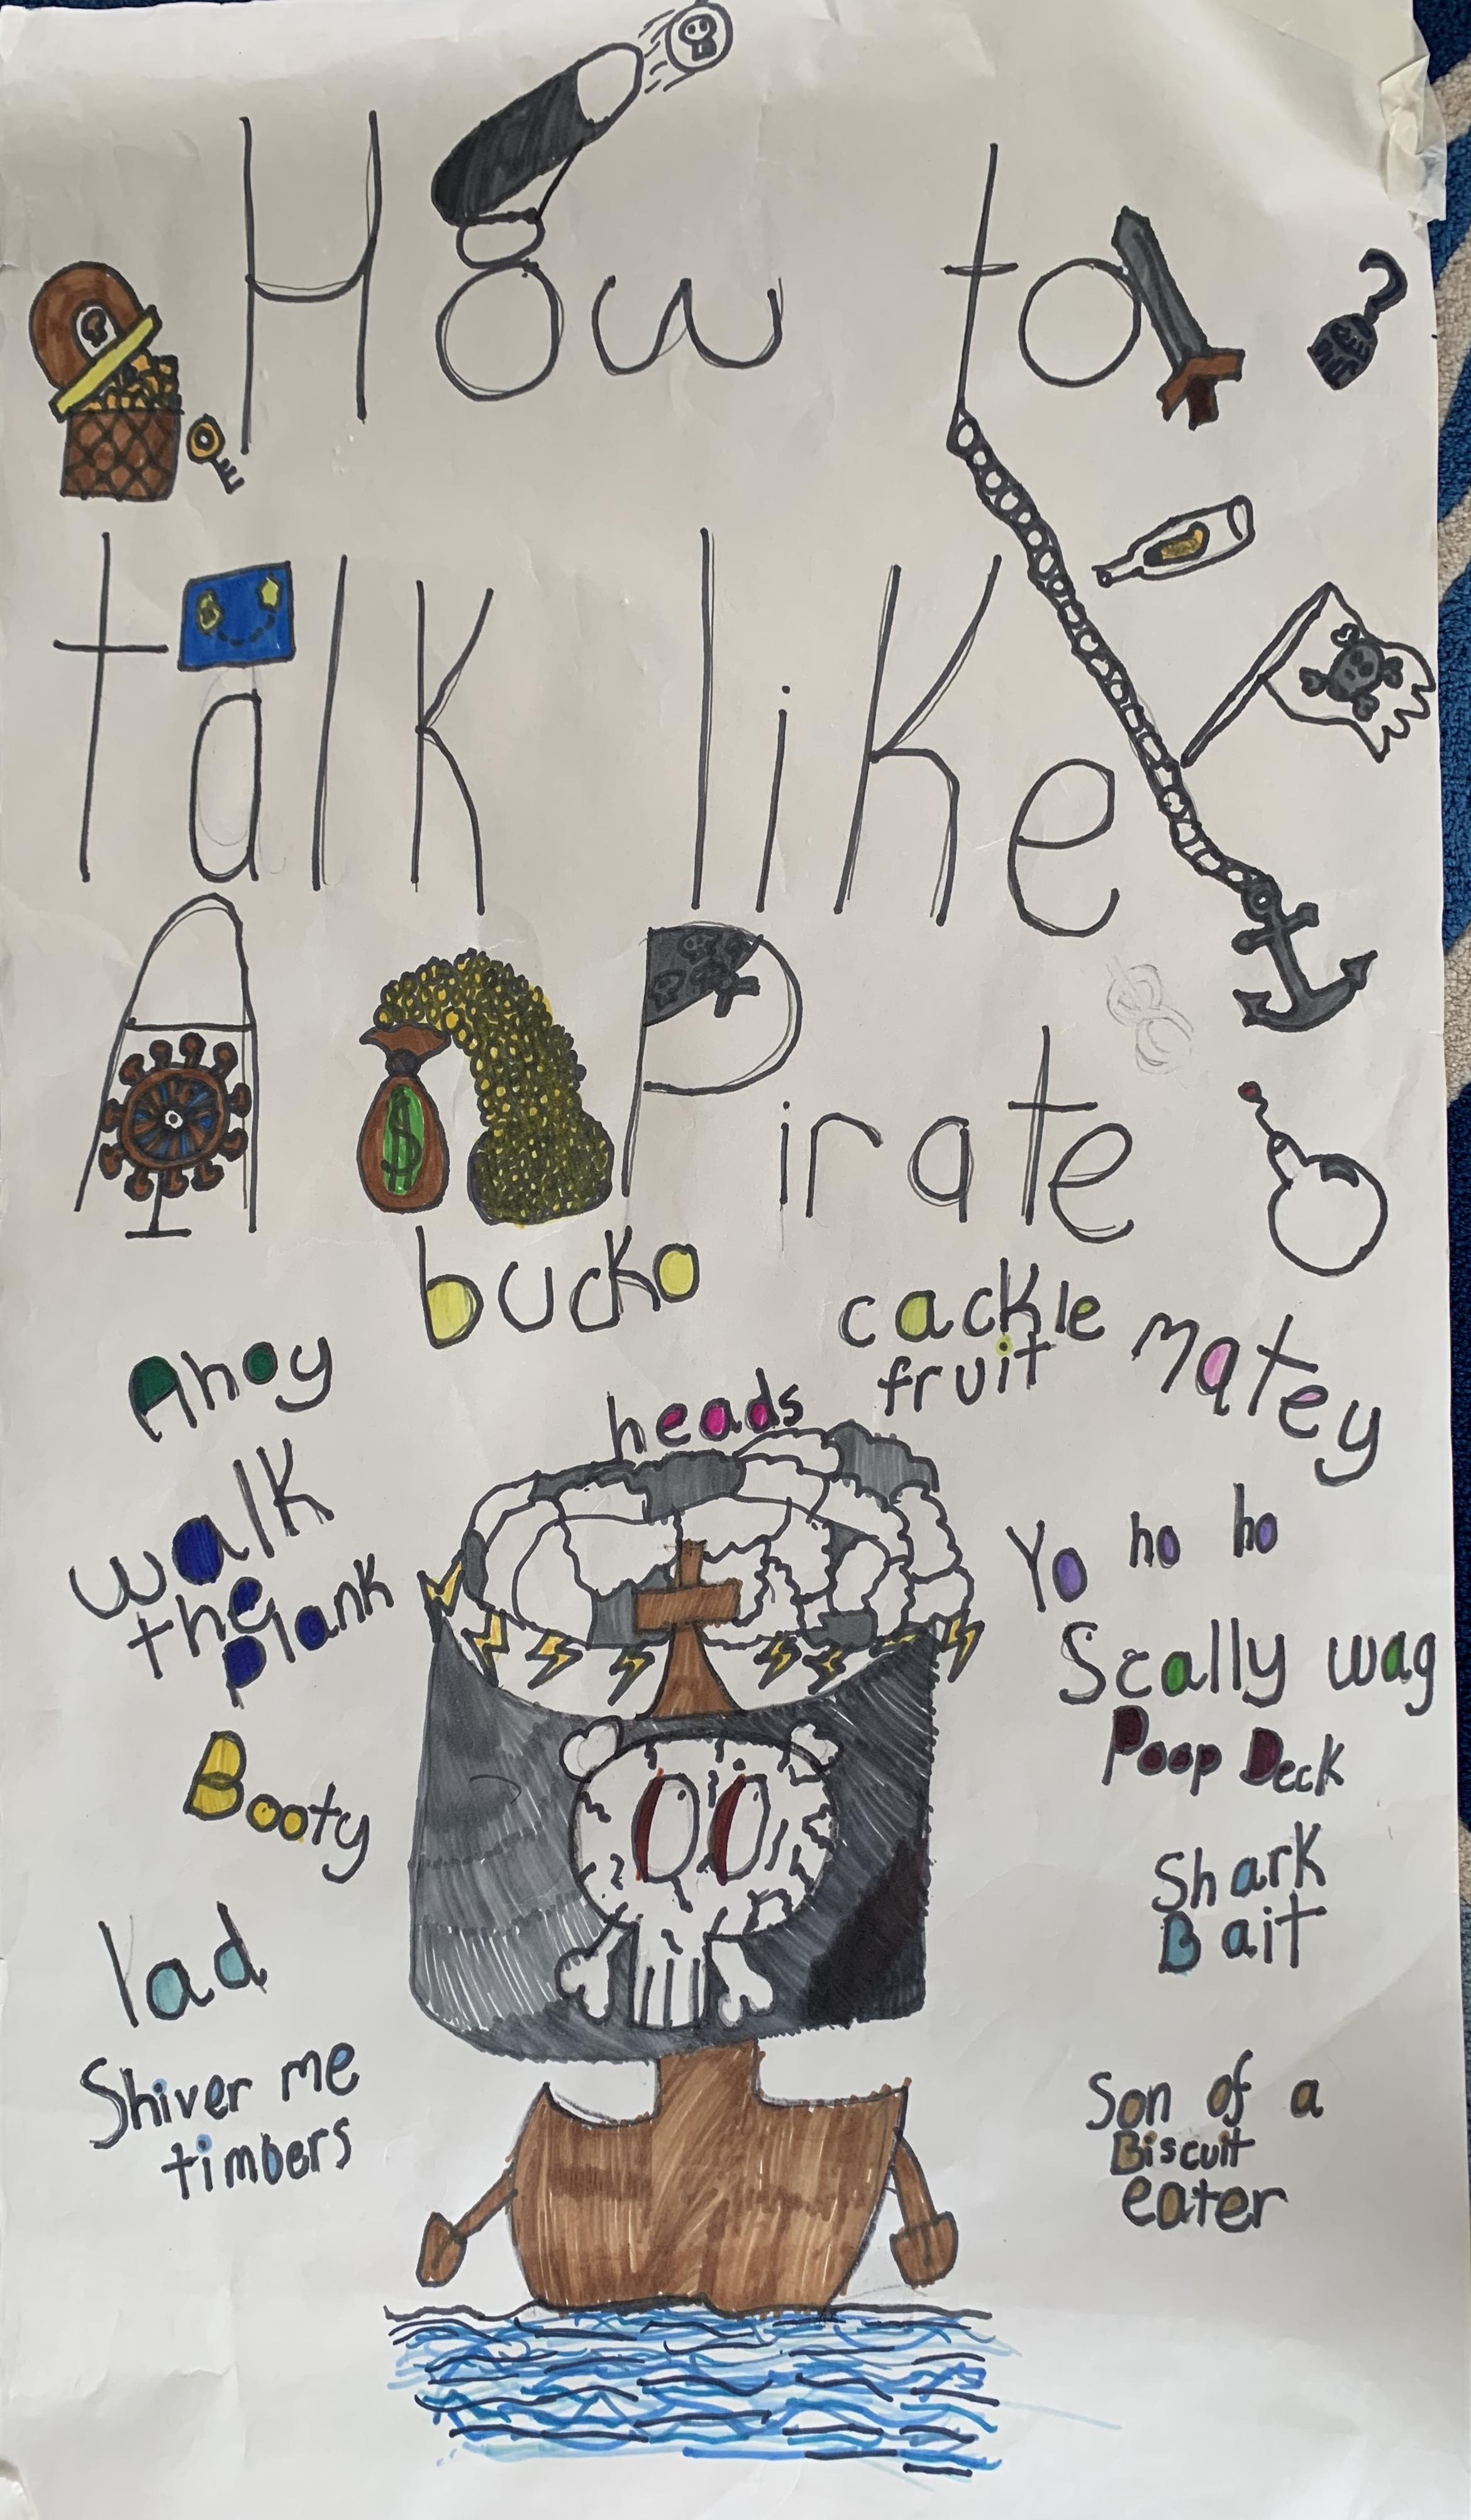 How to
talk like
A Pirate
bucko
cackle
fruit
Matey
Ahoy
heads
walk
the
plank
Yo ho ho
Scally wag
Booty
Poop Deck
Shark
Bait
lad
Shiver me
timbers
Son of a
Biscuit
eater
$